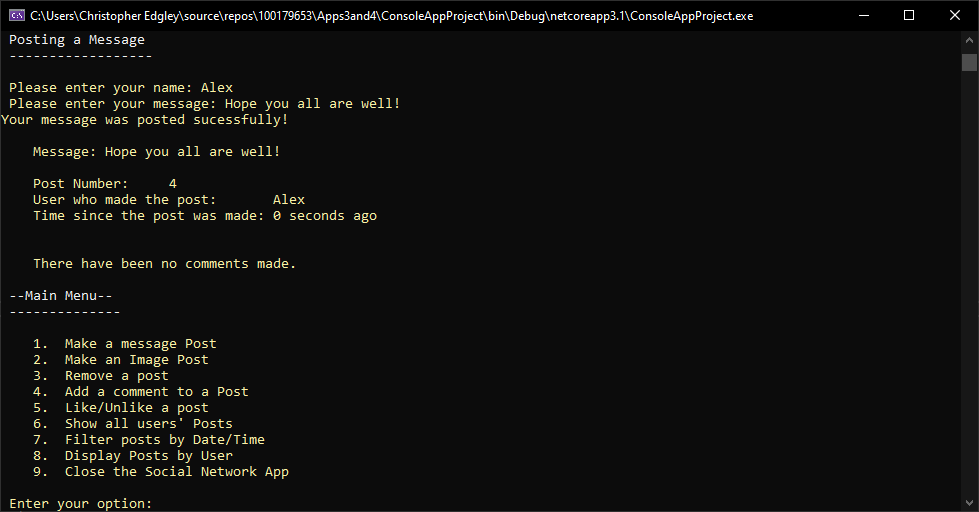 C:\Users\Christopher Edgley\source\repos\100179653\Apps3and4\ConsoleAppProject\bin\Debug\netcoreapp3.1\ConsoleAppProject.exe
Posting a Message
------------------
Please enter your name: Alex
Please enter your message: Hope you all are well!
Your message was posted sucessfully!
Message: Hope you all are well!
Post Number:     4
User who made the post:       Alex
Time since the post was made: 0 seconds ago
There have been no comments made.
--Main Menu--
--------------
1.  Make a message Post
2.  Make an Image Post
3.  Remove a post
4.  Add a comment to a Post
5.  Like/Unlike a post
6.  Show all users' Posts
7.  Filter posts by Date/Time
8.  Display Posts by User
9.  Close the Social Network App
Enter your option: